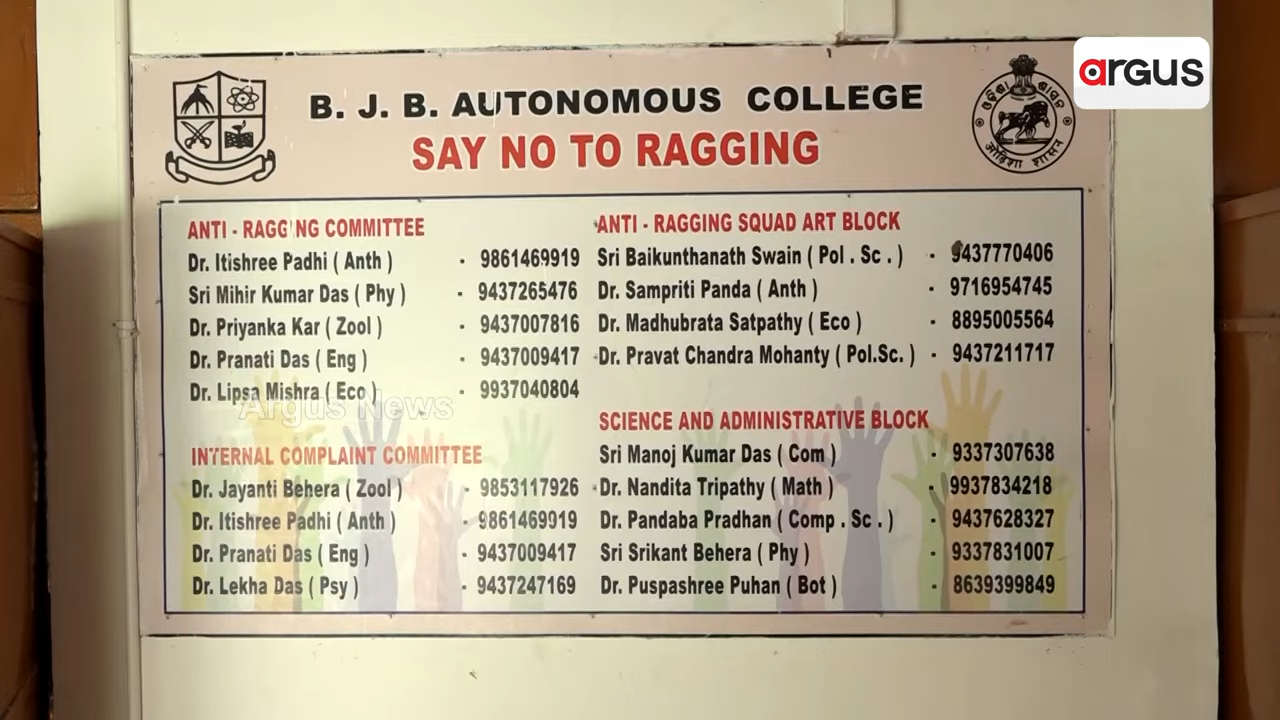 argus
B. J. B. AUTONOMOUS COLLEGE
SAY NO TO RAGGING
ଓଡ଼ିଶା ଶାସନ
ओड़िशा शासन
ANTI - RAGGING COMMITTEE
Dr. Itishree Padhi ( Anth ) - 9861469919
Sri Mihir Kumar Das ( Phy ) - 9437265476
Dr. Priyanka Kar ( Zool ) - 9437007816
Dr. Pranati Das ( Eng ) - 9437009417
Dr. Lipsa Mishra ( Eco ) - 9937040804
Argus News
INTERNAL COMPLAINT COMMITTEE
Dr. Jayanti Behera ( Zool ) - 9853117926
Dr. Itishree Padhi ( Anth ) - 9861469919
Dr. Pranati Das ( Eng ) - 9437009417
Dr. Lekha Das ( Psy ) - 9437247169
ANTI - RAGGING SQUAD ART BLOCK
Sri Baikunthanath Swain ( Pol . Sc . ) - 9437770406
Dr. Sampriti Panda ( Anth ) - 9716954745
Dr. Madhubrata Satpathy ( Eco ) - 8895005564
Dr. Pravat Chandra Mohanty ( Pol.Sc. ) - 9437211717
SCIENCE AND ADMINISTRATIVE BLOCK
Sri Manoj Kumar Das ( Com ) - 9337307638
Dr. Nandita Tripathy ( Math ) - 9937834218
Dr. Pandaba Pradhan ( Comp . Sc . ) - 9437628327
Sri Srikant Behera ( Phy ) - 9337831007
Dr. Puspashree Puhan ( Bot ) - 8639399849